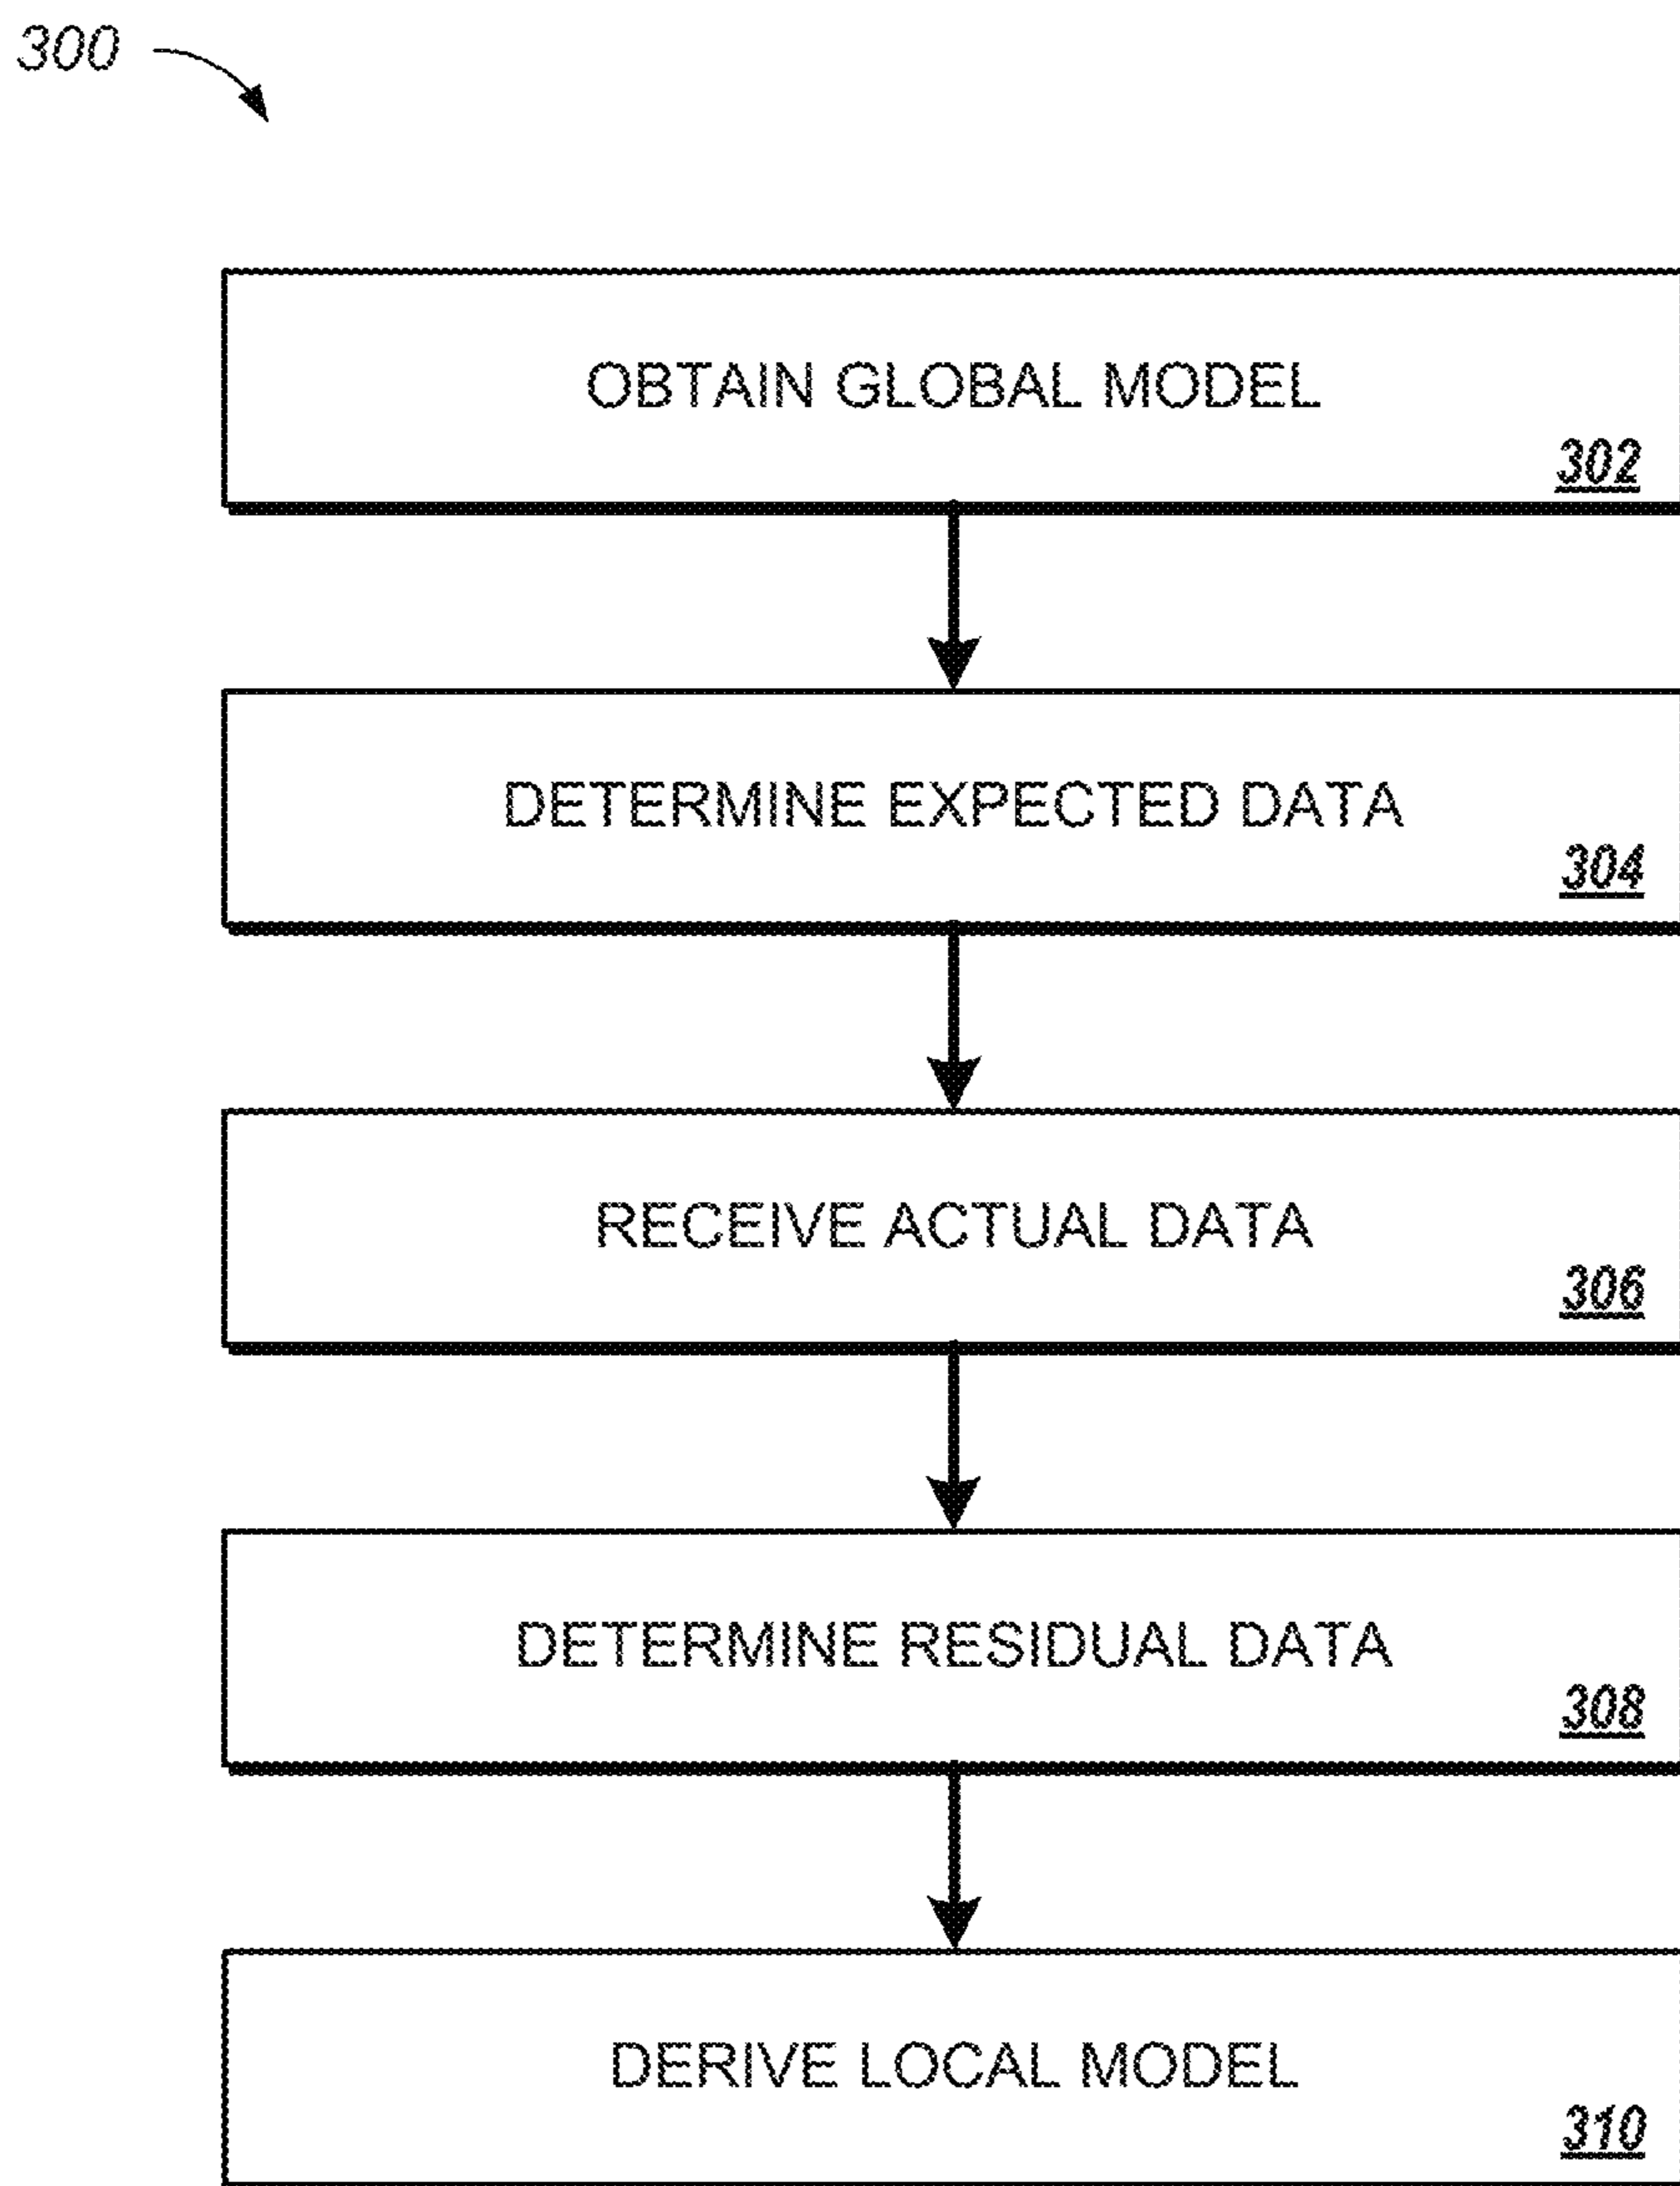 300
OBTAIN GLOBAL MODEL
302
DETERMINE EXPECTED DATA
304
RECEIVE ACTUAL DATA
306
DETERMINE RESIDUAL DATA
308
DERIVE LOCAL MODEL
310